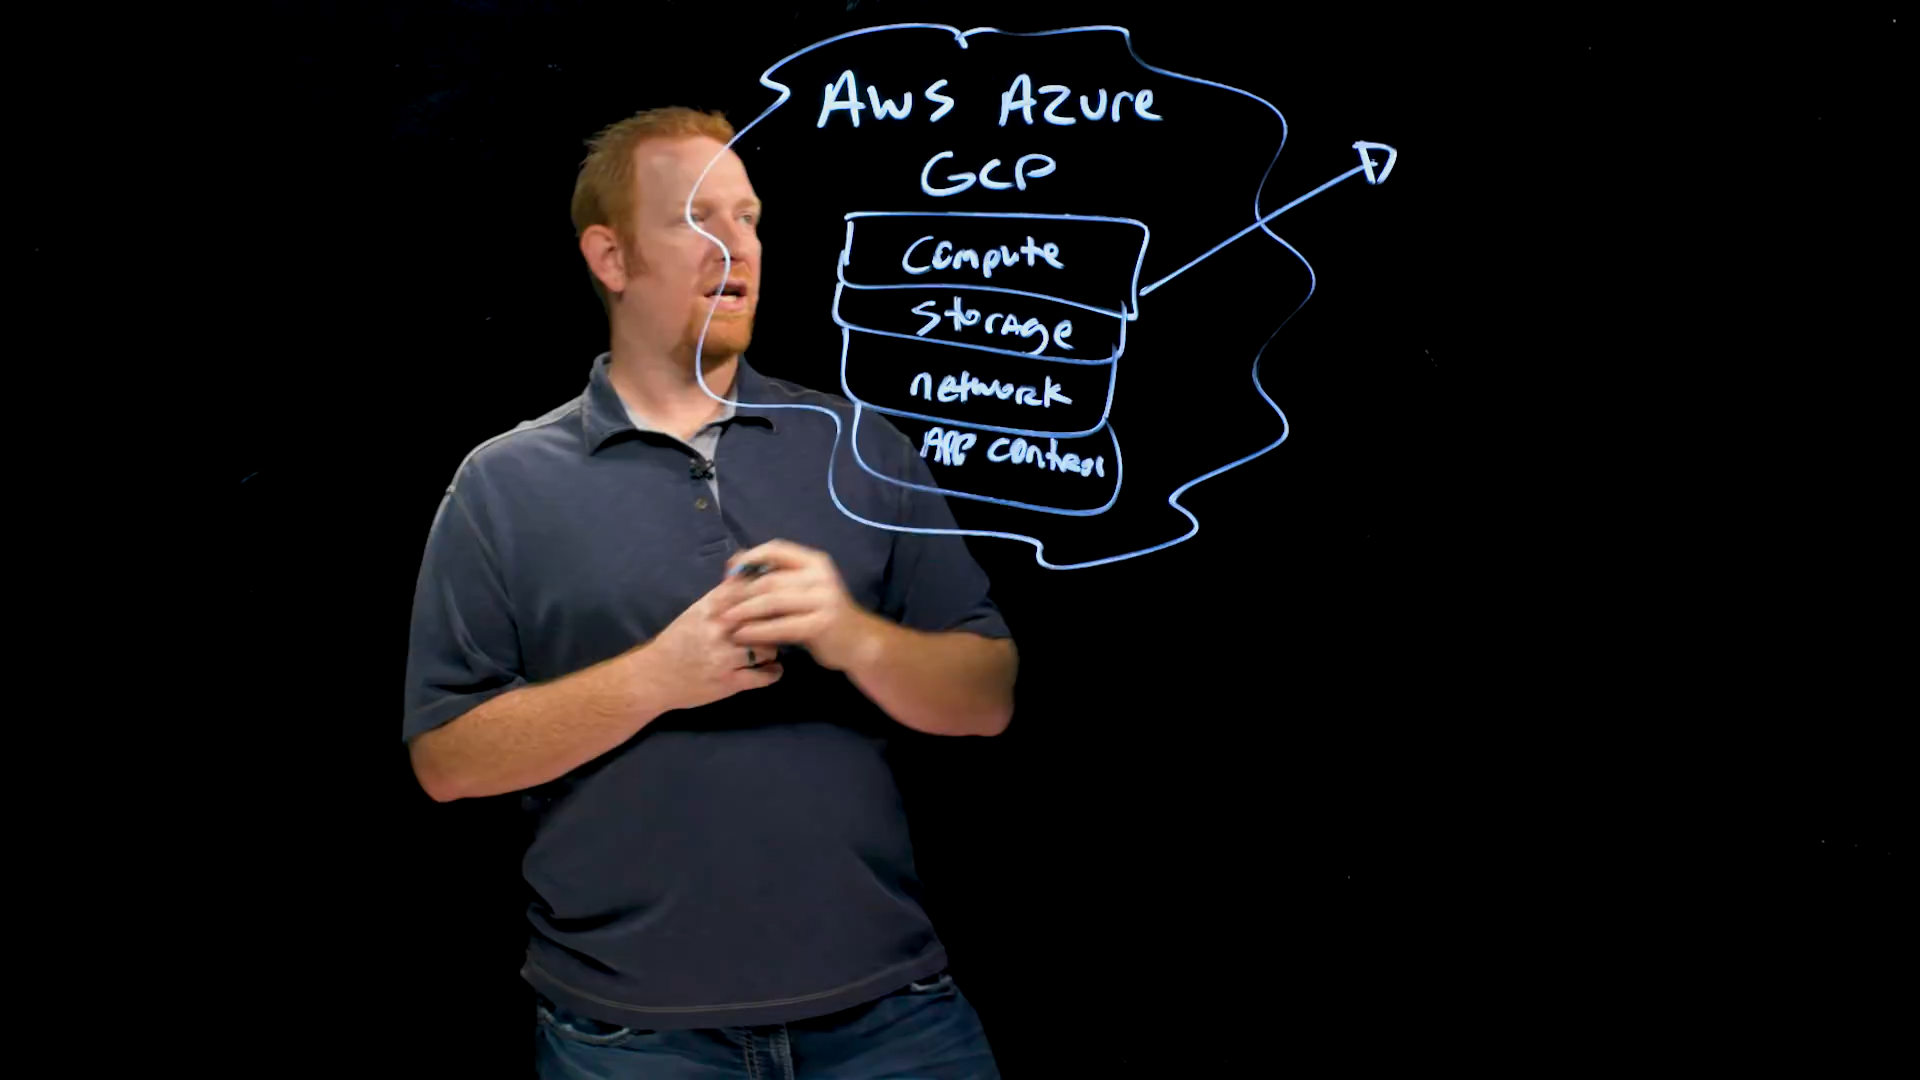 AWS Azure
GCP
Compute
Storage
network
APP control